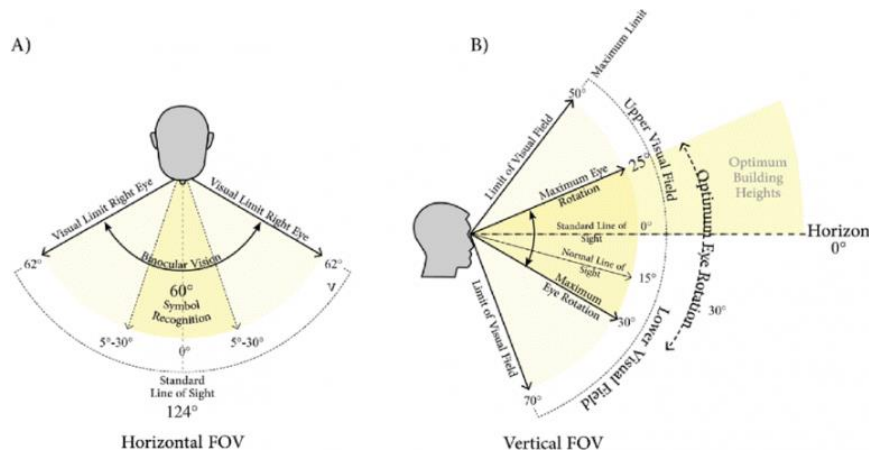 A)
Visual Limit Right Eye
Visual Limit Right Eye
62°
62°
V
Binocular Vision
60°
Symbol
Recognition
5°-30°
5°-30°
0°
Standard
Line of Sight
124°
Horizontal FOV
B)
Maximum Limit
50°
Limit of Visual Field
Upper Visual Field
Maximum Eye
Rotation
25°
Optimum
Building
Heights
Standard Line of
Sight
0°
Horizon
0°
Normal Line of
Sight
15°
Optimum Eye Rotation
Maximum
Eye Rotation
30°
30°
Limit of Visual Field
Lower Visual Field
70°
Vertical FOV